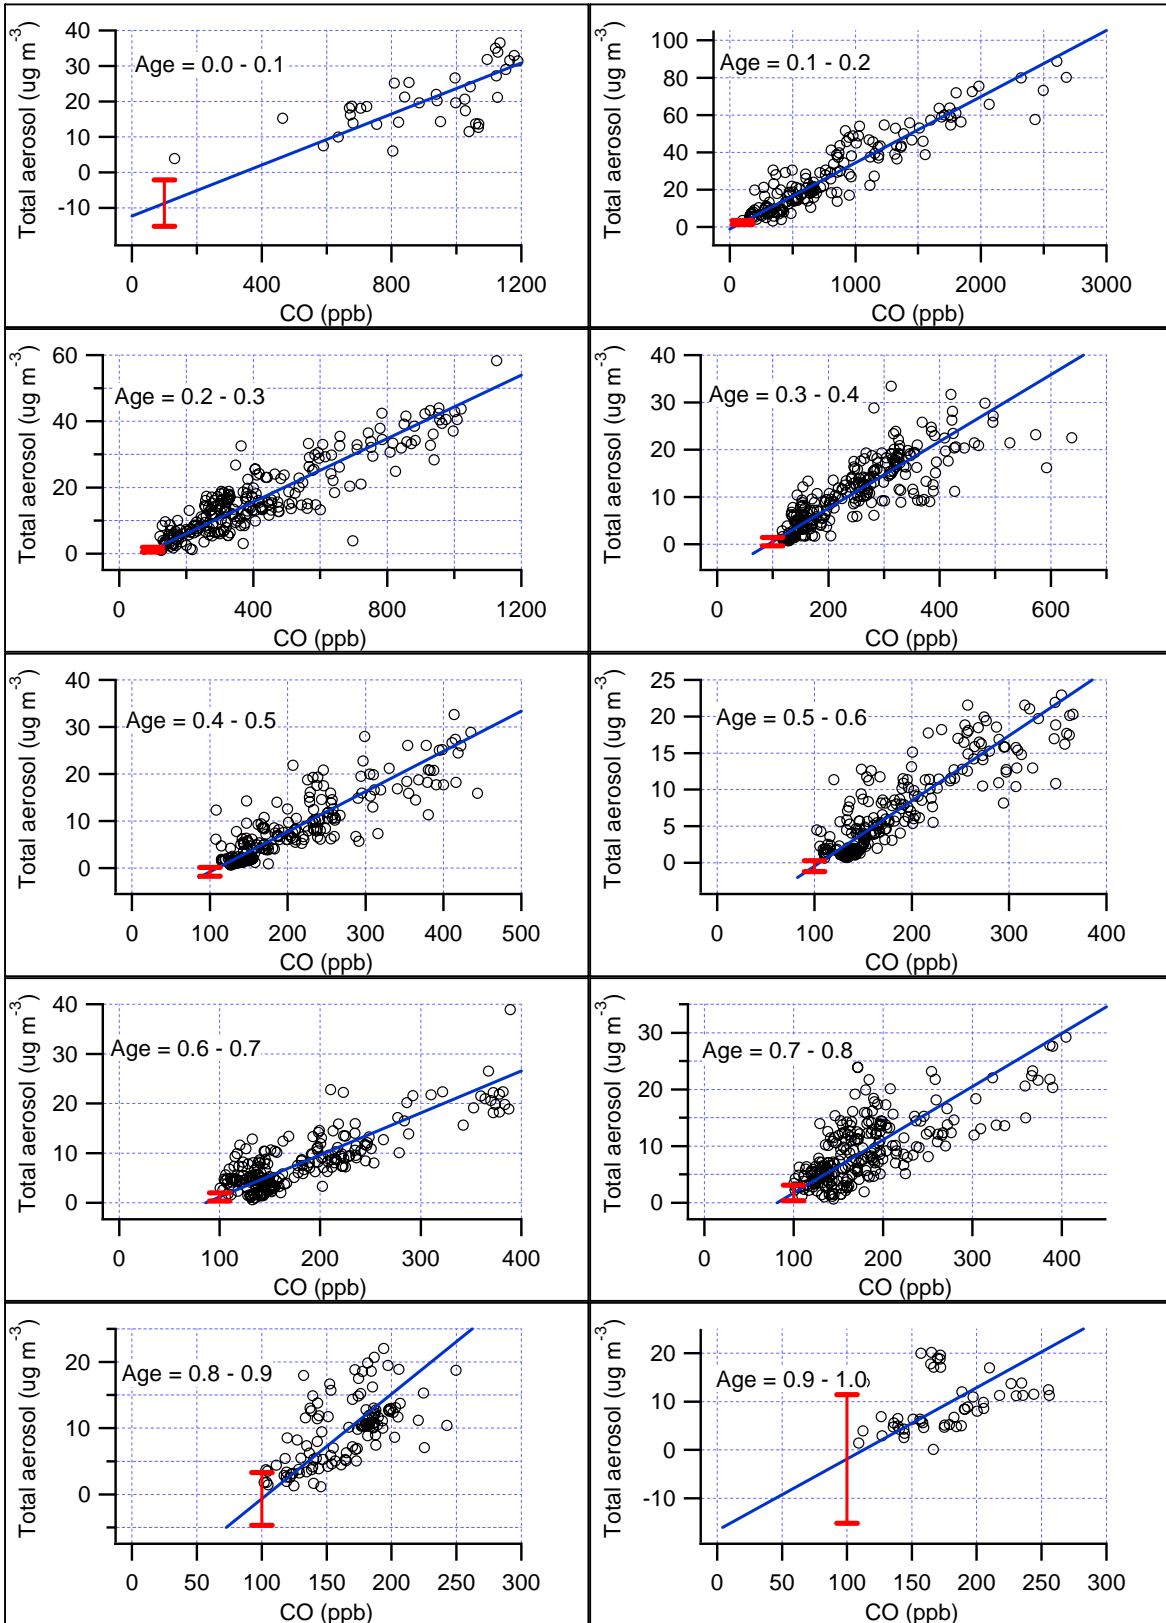 Total aerosol (ug m-3)
40
30
20
10
0
-10
Age = 0.0 - 0.1
0 400 800 1200
CO (ppb)
Total aerosol (ug m-3)
100
80
60
40
20
0
Age = 0.1 - 0.2
0 1000 2000 3000
CO (ppb)
Total aerosol (ug m-3)
60
40
20
0
Age = 0.2 - 0.3
0 400 800 1200
CO (ppb)
Total aerosol (ug m-3)
40
30
20
10
0
Age = 0.3 - 0.4
0 200 400 600
CO (ppb)
Total aerosol (ug m-3)
40
30
20
10
0
Age = 0.4 - 0.5
0 100 200 300 400 500
CO (ppb)
Total aerosol (ug m-3)
25
20
15
10
5
0
Age = 0.5 - 0.6
0 100 200 300 400
CO (ppb)
Total aerosol (ug m-3)
40
30
20
10
0
Age = 0.6 - 0.7
0 100 200 300 400
CO (ppb)
Total aerosol (ug m-3)
30
20
10
0
Age = 0.7 - 0.8
0 100 200 300 400
CO (ppb)
Total aerosol (ug m-3)
20
10
0
Age = 0.8 - 0.9
0 50 100 150 200 250 300
CO (ppb)
Total aerosol (ug m-3)
20
10
0
-10
Age = 0.9 - 1.0
0 50 100 150 200 250 300
CO (ppb)